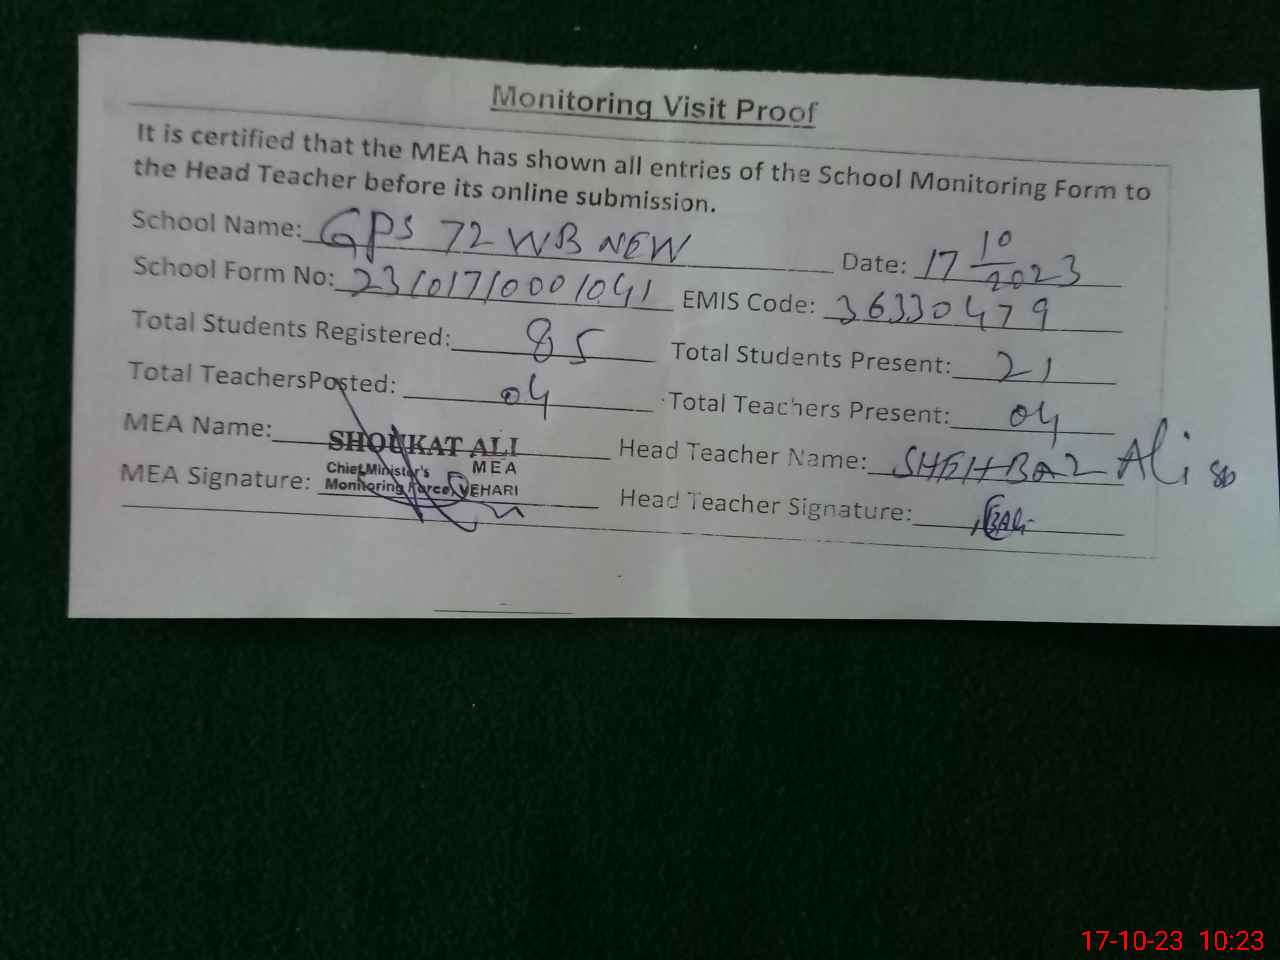 Monitoring Visit Proof
It is certified that the MEA has shown all entries of the School Monitoring Form to
the Head Teacher before its online submission.
School Name: GPS 72 WB NEW Date: 17 10/2023
School Form No: 23101710001041 EMIS Code: 36330479
Total Students Registered: 85 Total Students Present: 21
Total TeachersPosted: 04 Total Teachers Present: 04
MEA Name: SHOUKAT ALI Head Teacher Name: SHEHBAZ Ali
Chief Minister's MEA
MEA Signature: Monitoring Force VEHARI Head Teacher Signature:
17-10-23 10:23